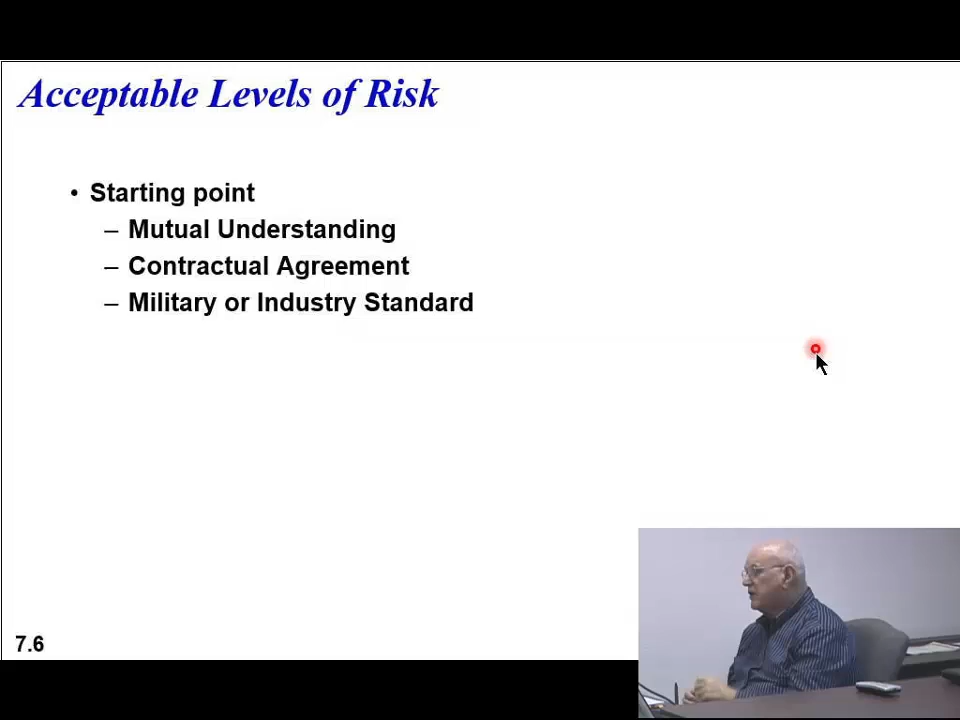 Acceptable Levels of Risk
• Starting point
– Mutual Understanding
– Contractual Agreement
– Military or Industry Standard
7.6